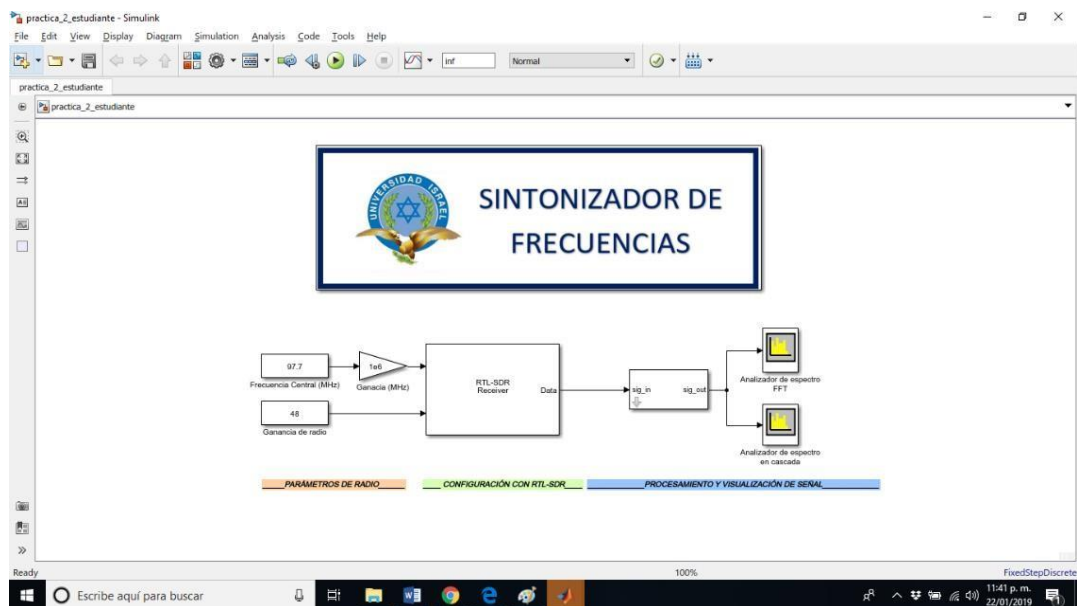 practica_2_estudiante - Simulink
File Edit View Display Diagram Simulation Analysis Code Tools Help
inf
Normal
practica_2_estudiante
practica_2_estudiante
UNIVERSIDAD ISRAEL
SINTONIZADOR DE
FRECUENCIAS
97.7
Frecuencia Central (MHz)
1e6
Ganacia (MHz)
48
Ganancia de radio
RTL-SDR
Receiver
Data
sig_in
sig_out
Analizador de espectro
FFT
Analizador de espectro
en cascada
PARÁMETROS DE RADIO
CONFIGURACIÓN CON RTL-SDR
PROCESAMIENTO Y VISUALIZACIÓN DE SEÑAL
Ready
100%
FixedStepDiscrete
Escribe aquí para buscar
11:41 p. m.
22/01/2019